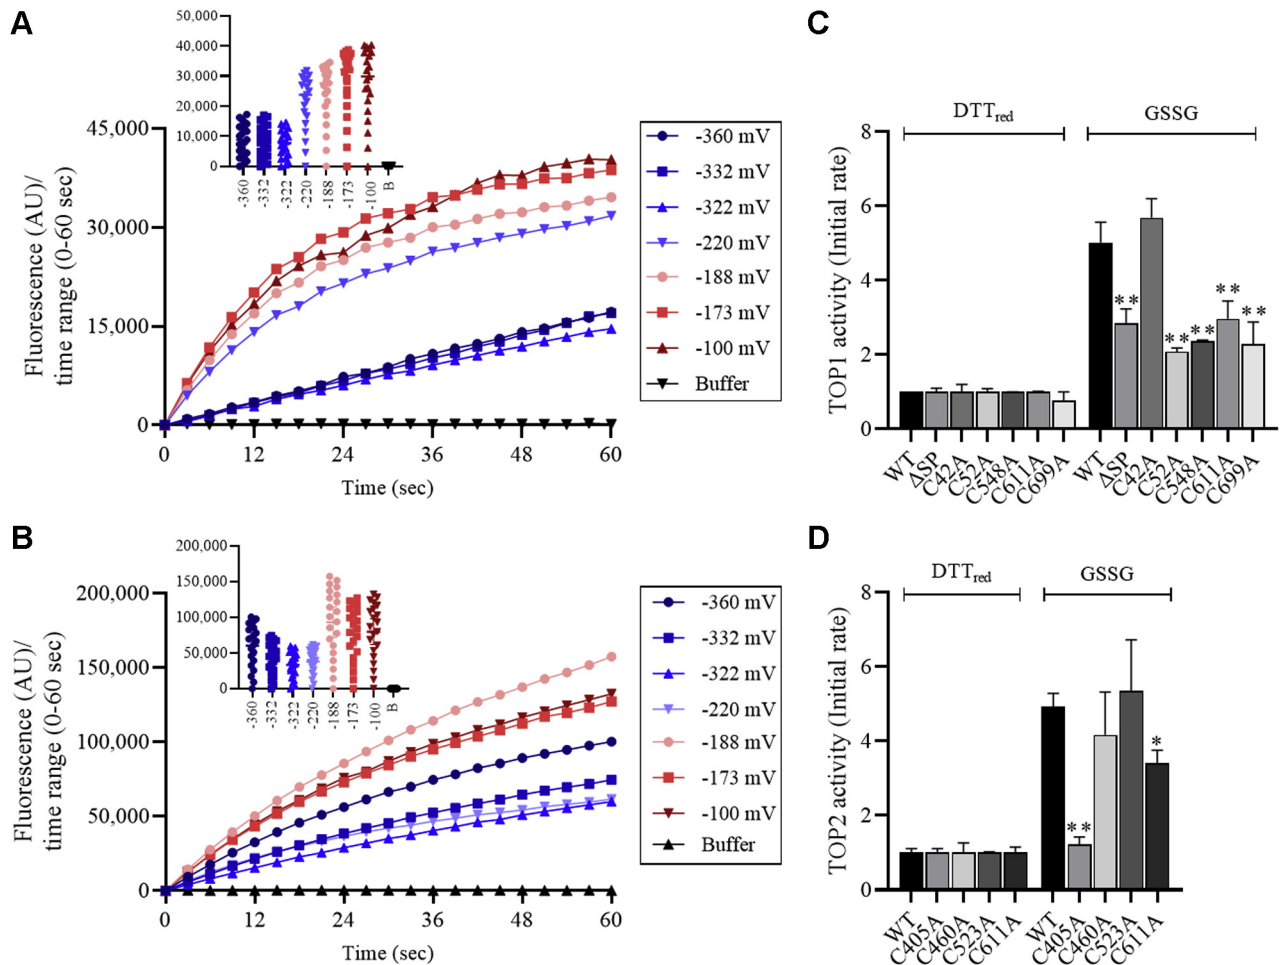 A
50,000
40,000
30,000
20,000
10,000
0
-360
-332
-322
-220
-188
-173
-100
B
Fluorescence (AU)/
time range (0-60 sec)
45,000
30,000
15,000
0
0
12
24
36
48
60
Time (sec)
-360 mV
-332 mV
-322 mV
-220 mV
-188 mV
-173 mV
-100 mV
Buffer
C
DTTred
GSSG
TOP1 activity (Initial rate)
8
6
4
2
0
**
**
**
**
**
WT
ΔSP
C42A
C52A
C548A
C611A
C699A
WT
ΔSP
C42A
C52A
C548A
C611A
C699A
B
200,000
150,000
100,000
50,000
0
-360
-332
-322
-220
-188
-173
-100
B
Fluorescence (AU)/
time range (0-60 sec)
200,000
150,000
100,000
50,000
0
0
12
24
36
48
60
Time (sec)
-360 mV
-332 mV
-322 mV
-220 mV
-188 mV
-173 mV
-100 mV
Buffer
D
DTTred
GSSG
TOP2 activity (Initial rate)
8
6
4
2
0
**
*
WT
C405A
C460A
C523A
C611A
WT
C405A
C460A
C523A
C611A